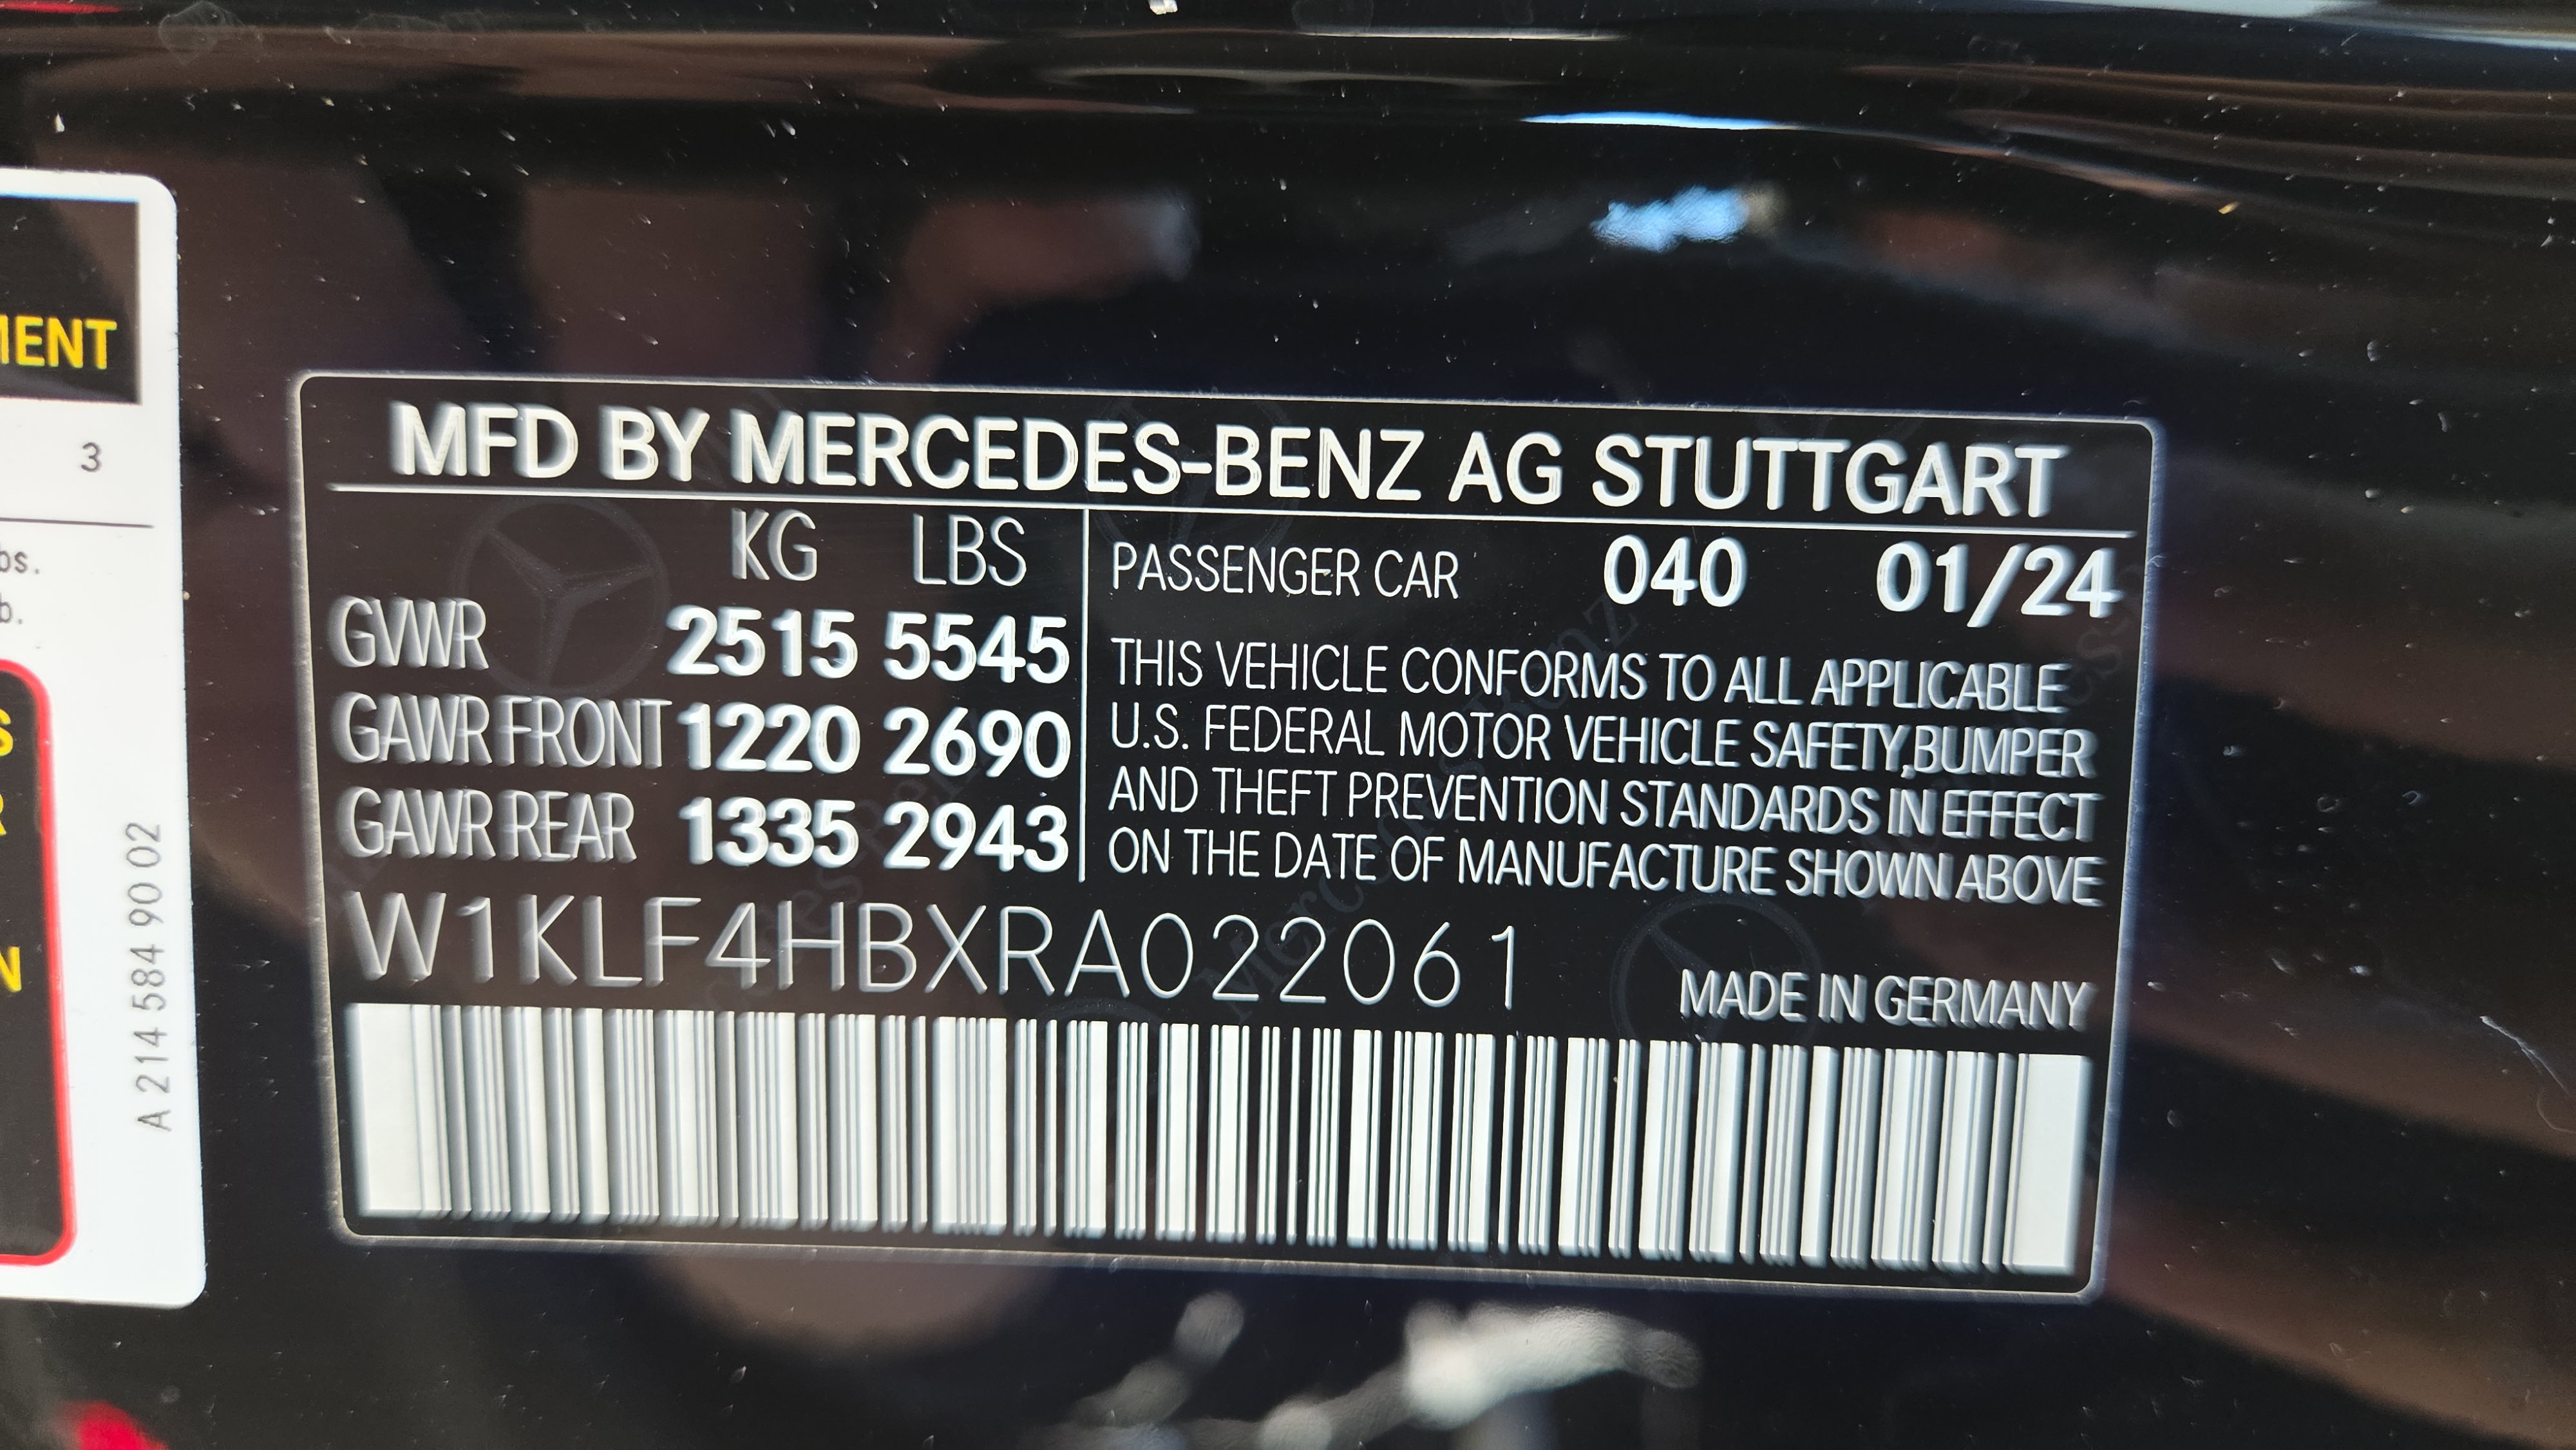 MENT
3
bs.
b.
S
R
N
A 214 584 90 02
MFD BY MERCEDES-BENZ AG STUTTGART
KG LBS
GVWR 2515 5545
GAWR FRONT 1220 2690
GAWR REAR 1335 2943
PASSENGER CAR 040 01/24
THIS VEHICLE CONFORMS TO ALL APPLICABLE
U.S. FEDERAL MOTOR VEHICLE SAFETY,BUMPER
AND THEFT PREVENTION STANDARDS IN EFFECT
ON THE DATE OF MANUFACTURE SHOWN ABOVE
W1KLF4HBXRA022061
MADE IN GERMANY